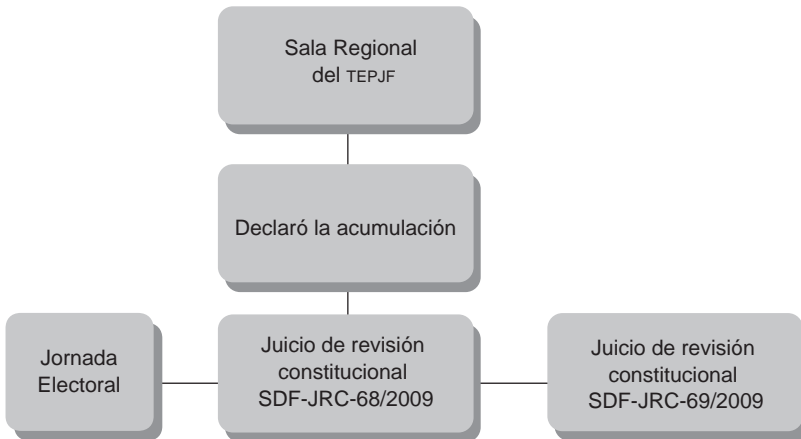 Sala Regional
del TEPJF
Declaró la acumulación
Jornada
Electoral
Juicio de revisión
constitucional
SDF-JRC-68/2009
Juicio de revisión
constitucional
SDF-JRC-69/2009